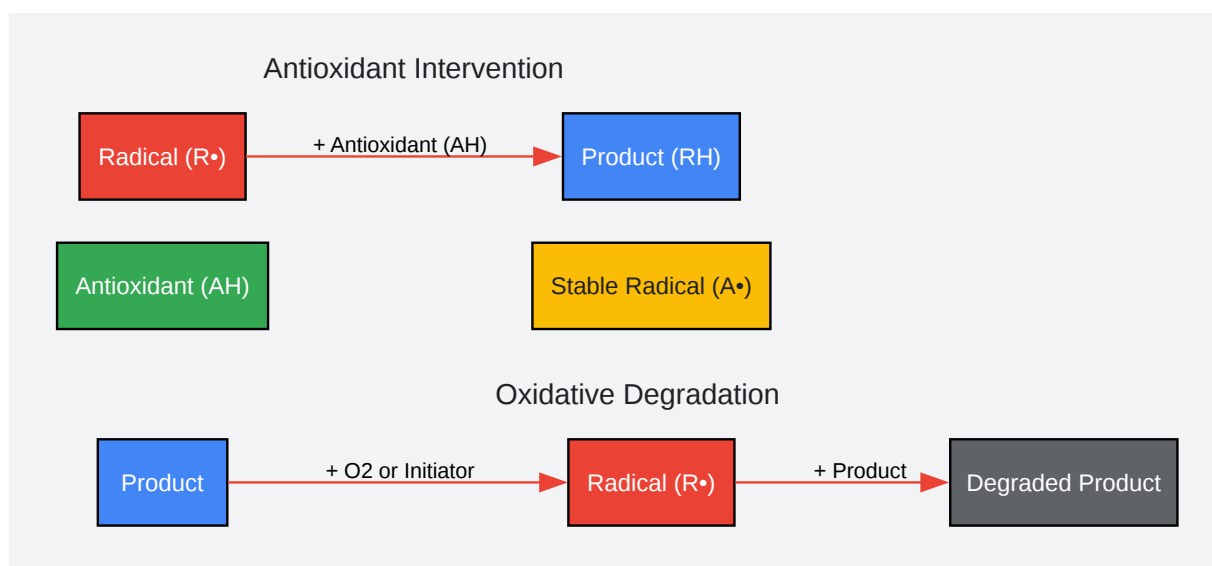 Antioxidant Intervention
Radical (R•)
+ Antioxidant (AH)
Product (RH)
Antioxidant (AH)
Stable Radical (A•)
Oxidative Degradation
Product
+ O2 or Initiator
Radical (R•)
+ Product
Degraded Product